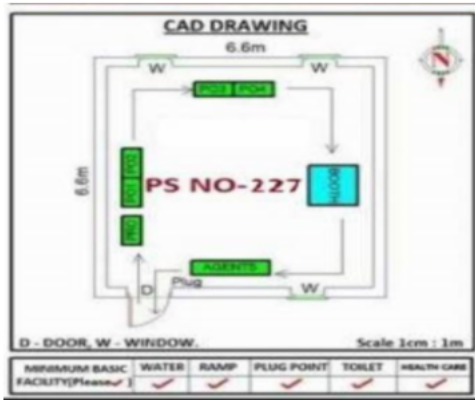 CAD DRAWING
6.6m
N
W W
PO3 PO4
6.6m
PO1 PO2
PS NO-227
BOOTH
PRO
AGENTS
Plug
D
W
D - DOOR, W - WINDOW. Scale 1cm : 1m
MINIMUM BASIC FACILITY(Please ✓ ) WATER RAMP PLUG POINT TOILET HEALTH CARE
✓ ✓ ✓ ✓ ✓